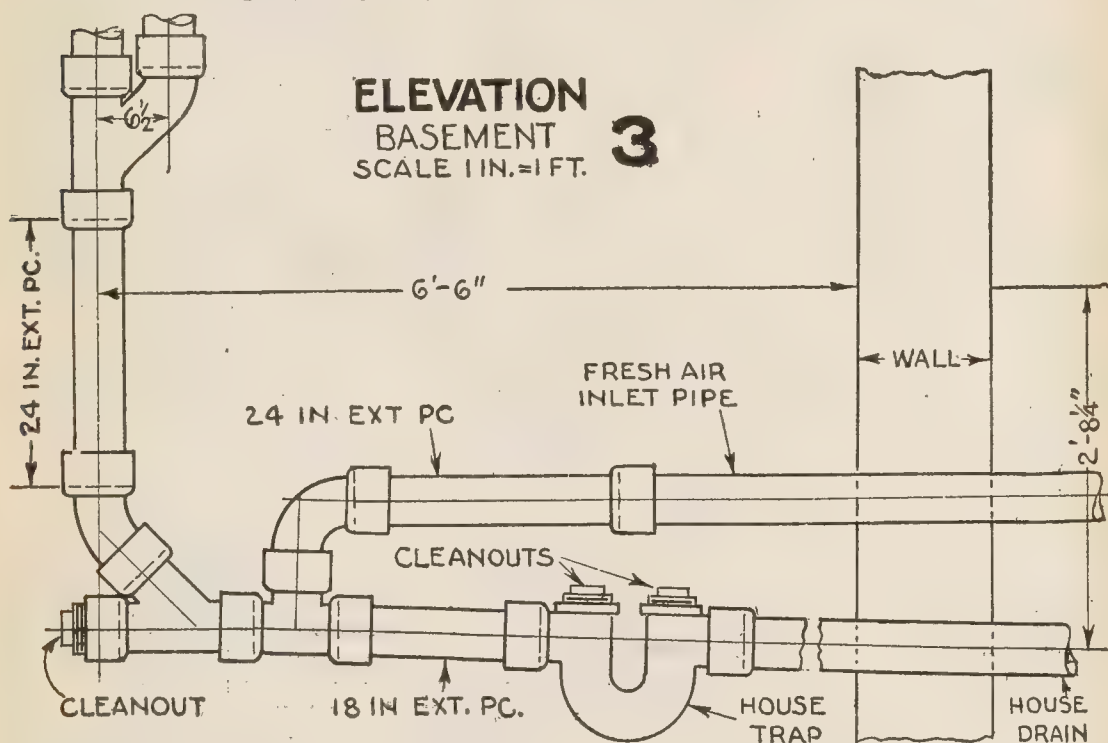 ELEVATION
BASEMENT
SCALE 1 IN.=1 FT.
3
6½
24 IN. EXT. PC.
6'-6"
WALL
2'-8¼"
FRESH AIR
INLET PIPE
24 IN. EXT PC
CLEANOUTS
CLEANOUT
18 IN EXT. PC.
HOUSE
TRAP
HOUSE
DRAIN